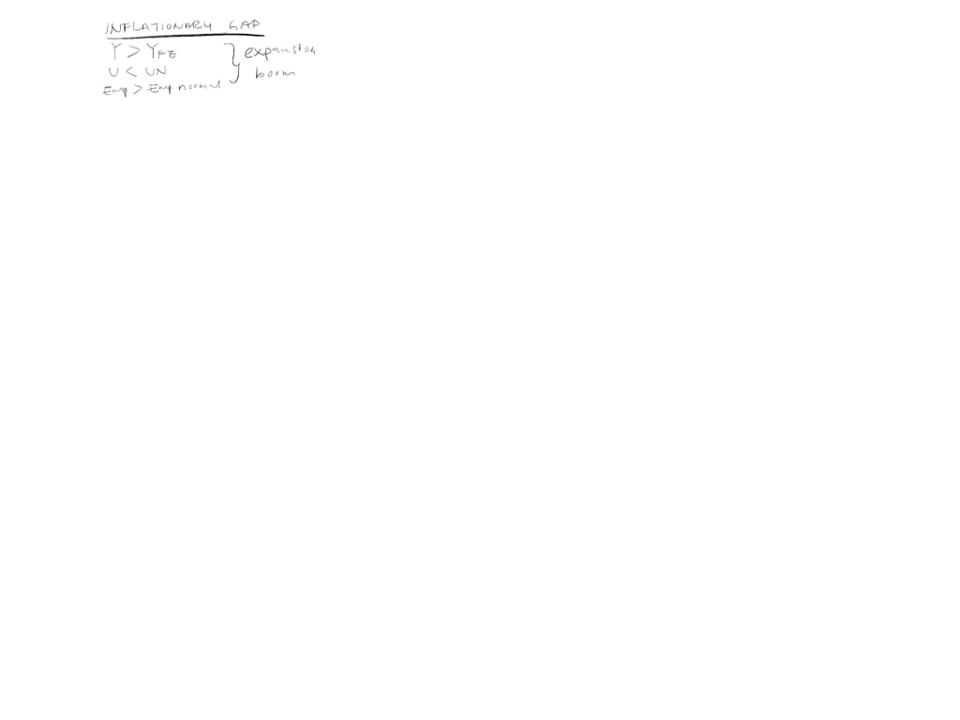 INFLATIONARY GAP
Y > YFE } expansion
U < UN } boom
Emp > Emp normal